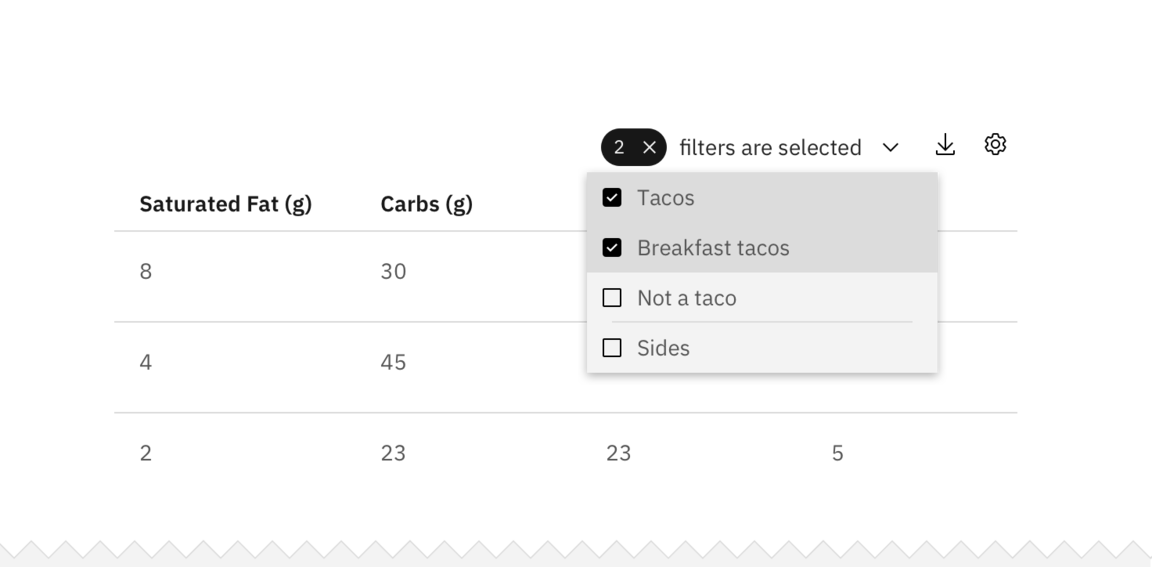 2 filters are selected
Saturated Fat (g) Carbs (g)
Tacos
Breakfast tacos
Not a taco
Sides
8 30
4 45
2 23 23 5